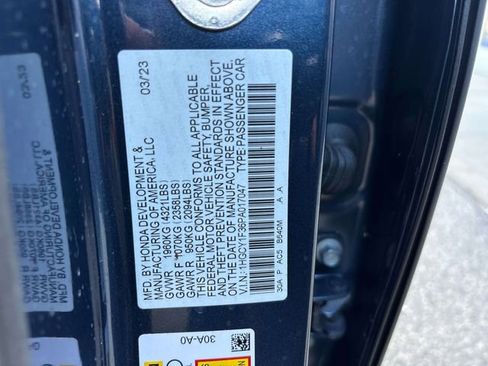 MFD. BY HONDA DEVELOPMENT & 03/23
MANUFACTURING OF AMERICA, LLC
GVWR 1960KG (4321LBS)
GAWR F 1070KG (2358LBS)
GAWR R 950KG (2094LBS)
THIS VEHICLE CONFORMS TO ALL APPLICABLE
FEDERAL MOTOR VEHICLE SAFETY BUMPER,
AND THEFT PREVENTION STANDARDS IN EFFECT
ON THE DATE OF MANUFACTURE SHOWN ABOVE.
V.I.N.: 1HGCY1F36PA017047 TYPE:PASSENGER CAR
30A P AC5 B640M A A
30A-A0